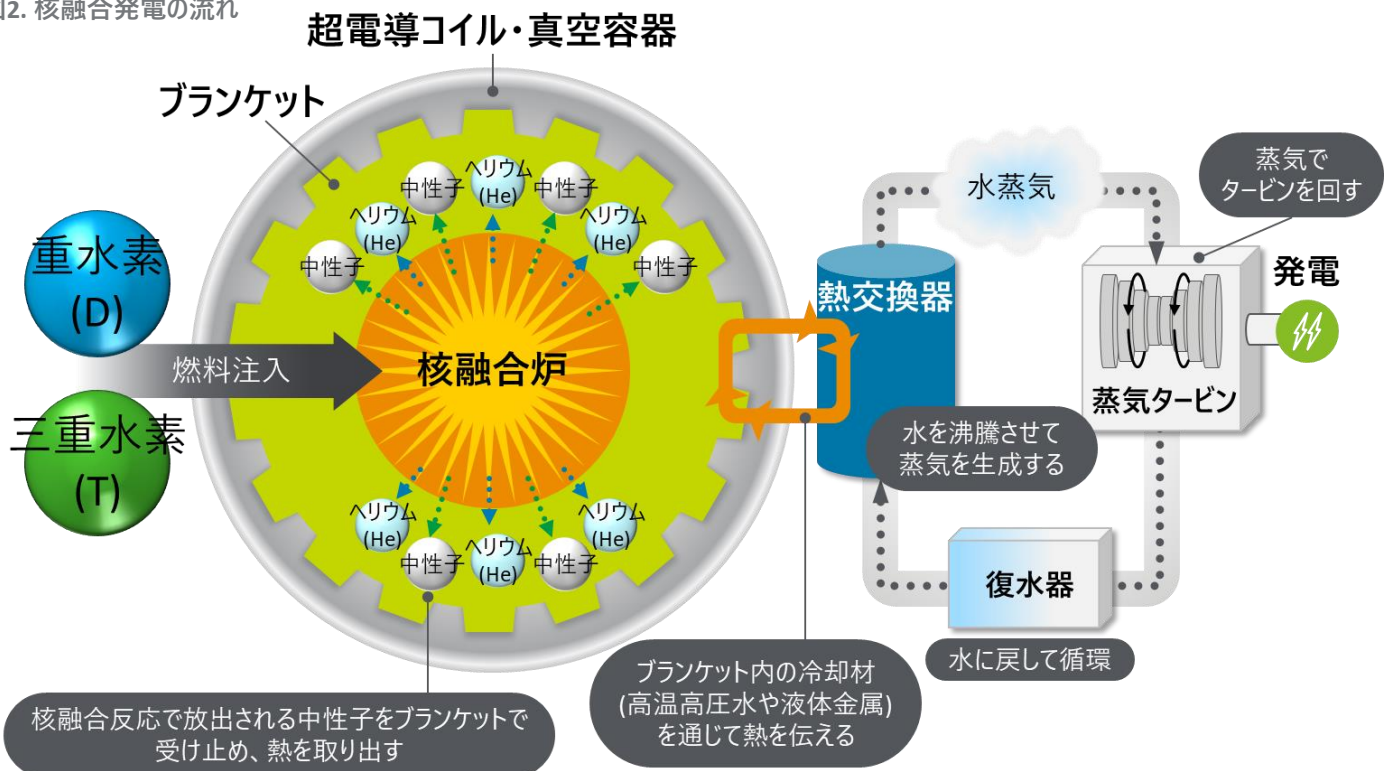 図2. 核融合発電の流れ
超電導コイル・真空容器
ブランケット
ヘリウム
(He)
中性子
中性子
ヘリウム
(He)
ヘリウム
(He)
中性子
中性子
重水素
(D)
燃料注入
三重水素
(T)
核融合炉
ヘリウム
(He)
中性子
ヘリウム
(He)
中性子
ヘリウム
(He)
核融合反応で放出される中性子をブランケットで
受け止め、熱を取り出す
ブランケット内の冷却材
(高温高圧水や液体金属)
を通じて熱を伝える
熱交換器
水を沸騰させて
蒸気を生成する
水蒸気
蒸気で
タービンを回す
蒸気タービン
発電
復水器
水に戻して循環